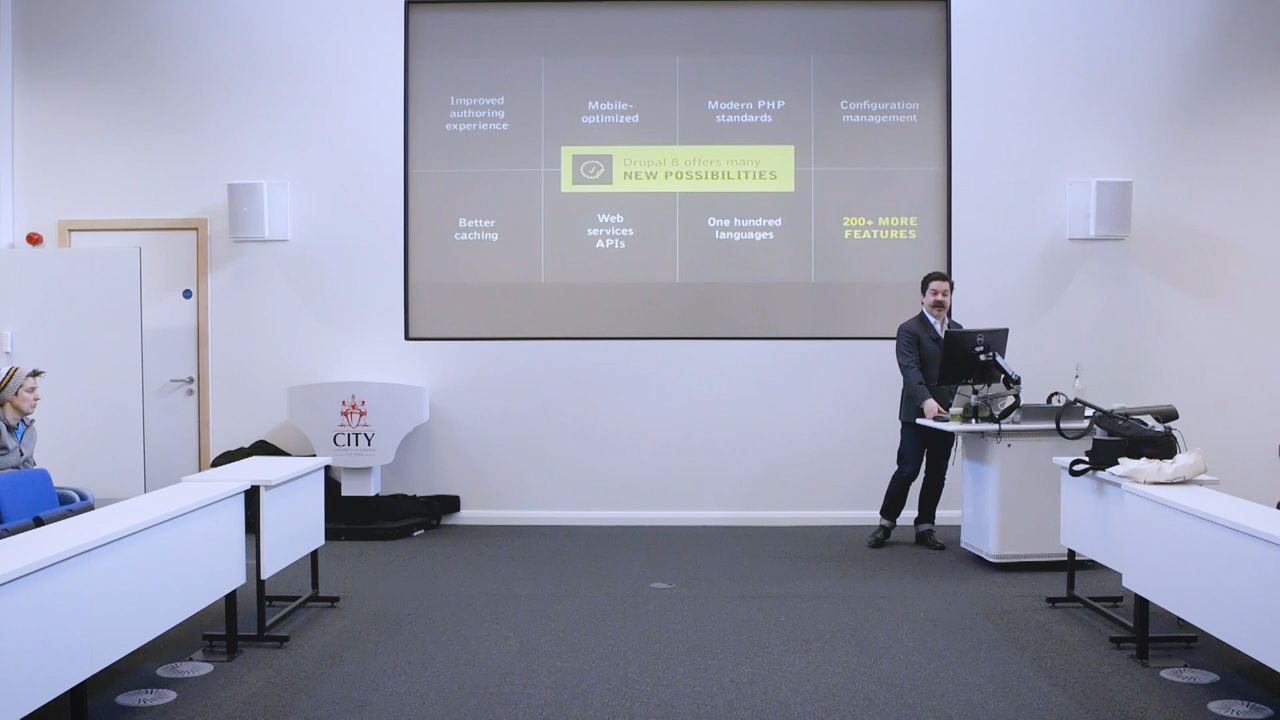 Improved
authoring
experience
Mobile-
optimized
Modern PHP
standards
Configuration
management
Drupal 8 offers many
NEW POSSIBILITIES
Better
caching
Web
services
APIs
One hundred
languages
200+ MORE
FEATURES
CITY